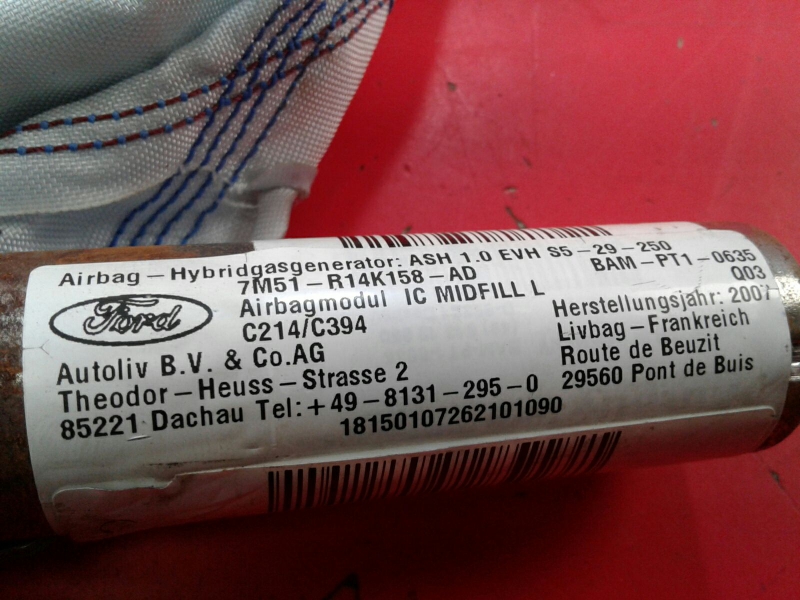 Airbag-Hybridgasgenerator: ASH 1.0 EVH S5-29-250
7M51-R14K158-AD BAM-PT1-0635
Airbagmodul IC MIDFILL L Q03
Ford
C214/C394 Herstellungsjahr: 2007
Autoliv B.V. & Co.AG Livbag-Frankreich
Theodor-Heuss-Strasse 2 Route de Beuzit
85221 Dachau Tel:+49-8131-295-0 29560 Pont de Buis
18150107262101090